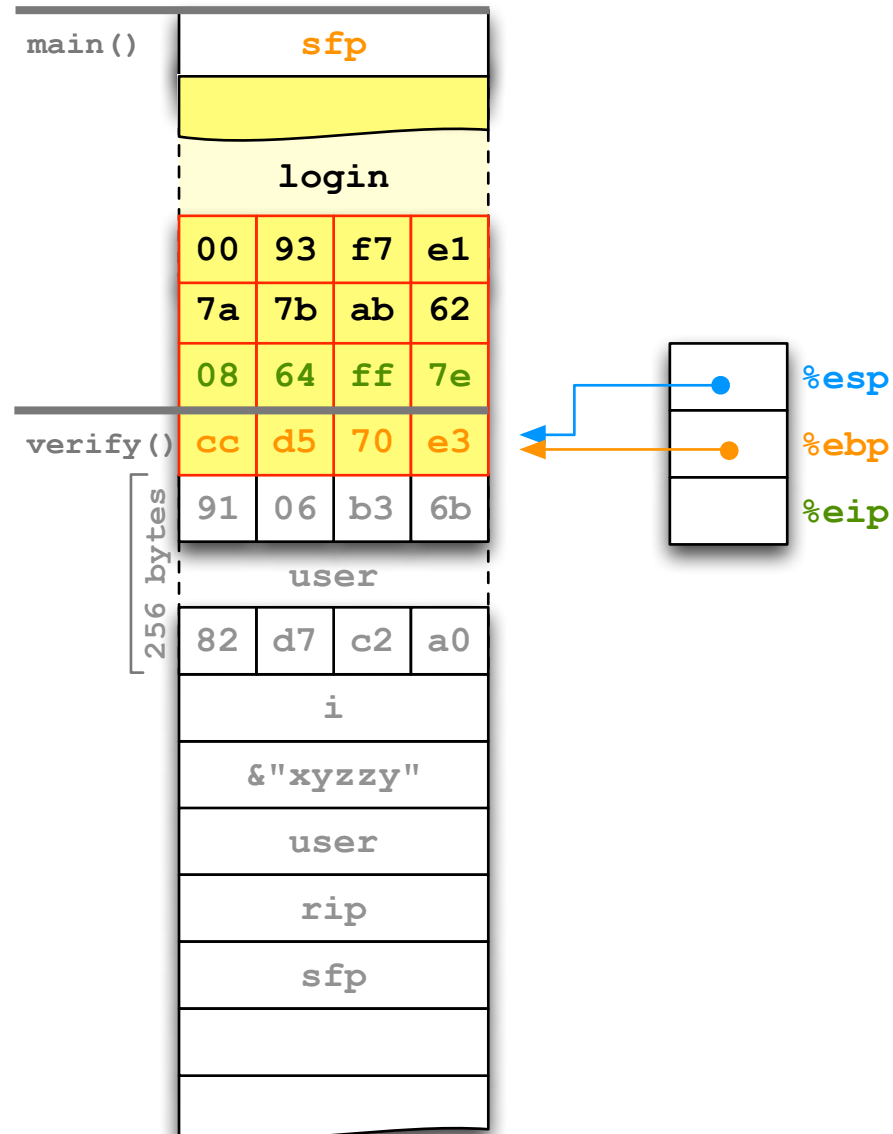 main() sfp
login
00 93 f7 e1
7a 7b ab 62
08 64 ff 7e %esp
verify() cc d5 70 e3 %ebp
91 06 b3 6b %eip
256 bytes
user
82 d7 c2 a0
i
&"xyzzy"
user
rip
sfp